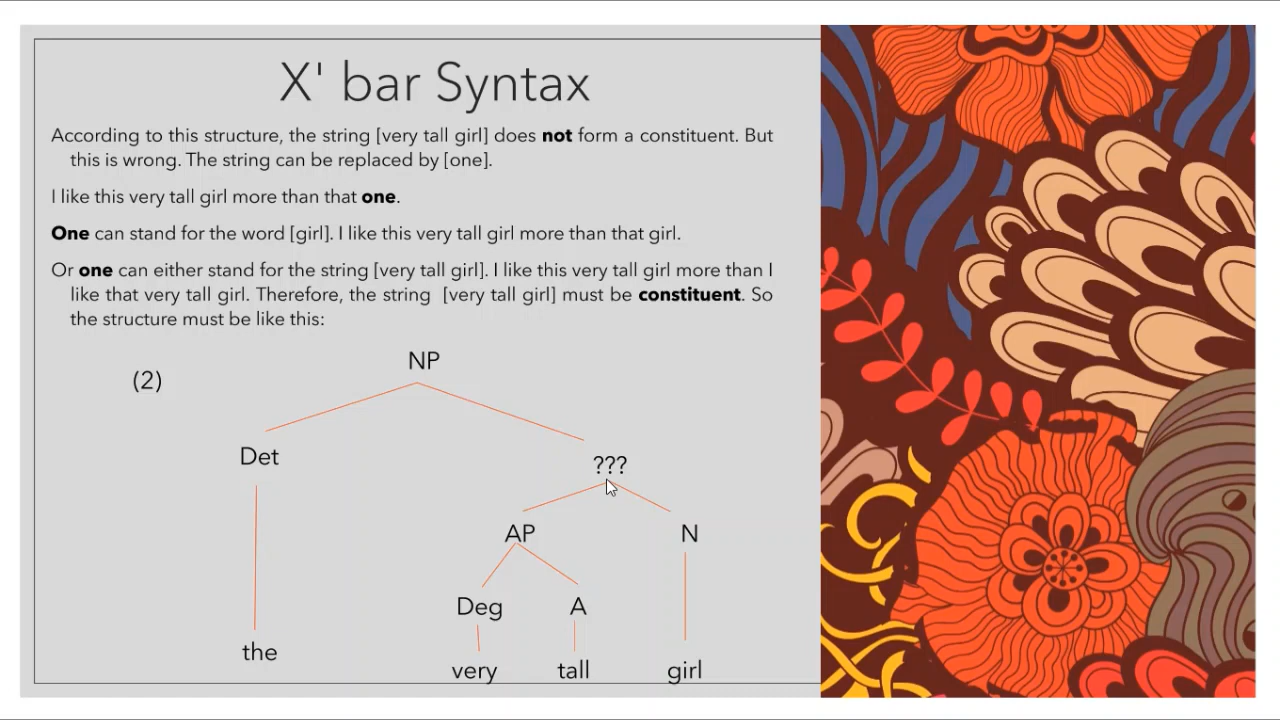 X' bar Syntax
According to this structure, the string [very tall girl] does not form a constituent. But
this is wrong. The string can be replaced by [one].
I like this very tall girl more than that one.
One can stand for the word [girl]. I like this very tall girl more than that girl.
Or one can either stand for the string [very tall girl]. I like this very tall girl more than I
like that very tall girl. Therefore, the string [very tall girl] must be constituent. So
the structure must be like this:
NP
(2)
Det
???
AP N
Deg A
the
very tall girl